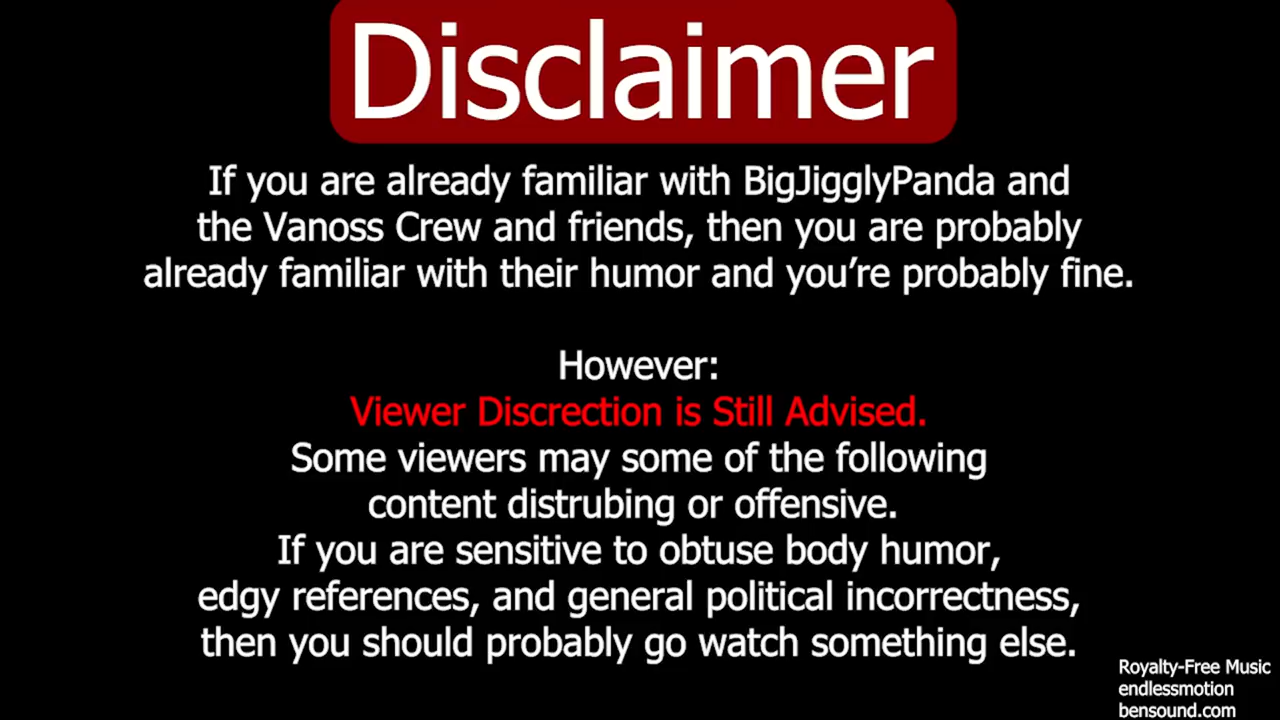 Disclaimer
If you are already familiar with BigJigglyPanda and
the Vanoss Crew and friends, then you are probably
already familiar with their humor and you’re probably fine.
However:
Viewer Discrection is Still Advised.
Some viewers may some of the following
content distrubing or offensive.
If you are sensitive to obtuse body humor,
edgy references, and general political incorrectness,
then you should probably go watch something else.
Royalty-Free Music
endlessmotion
bensound.com